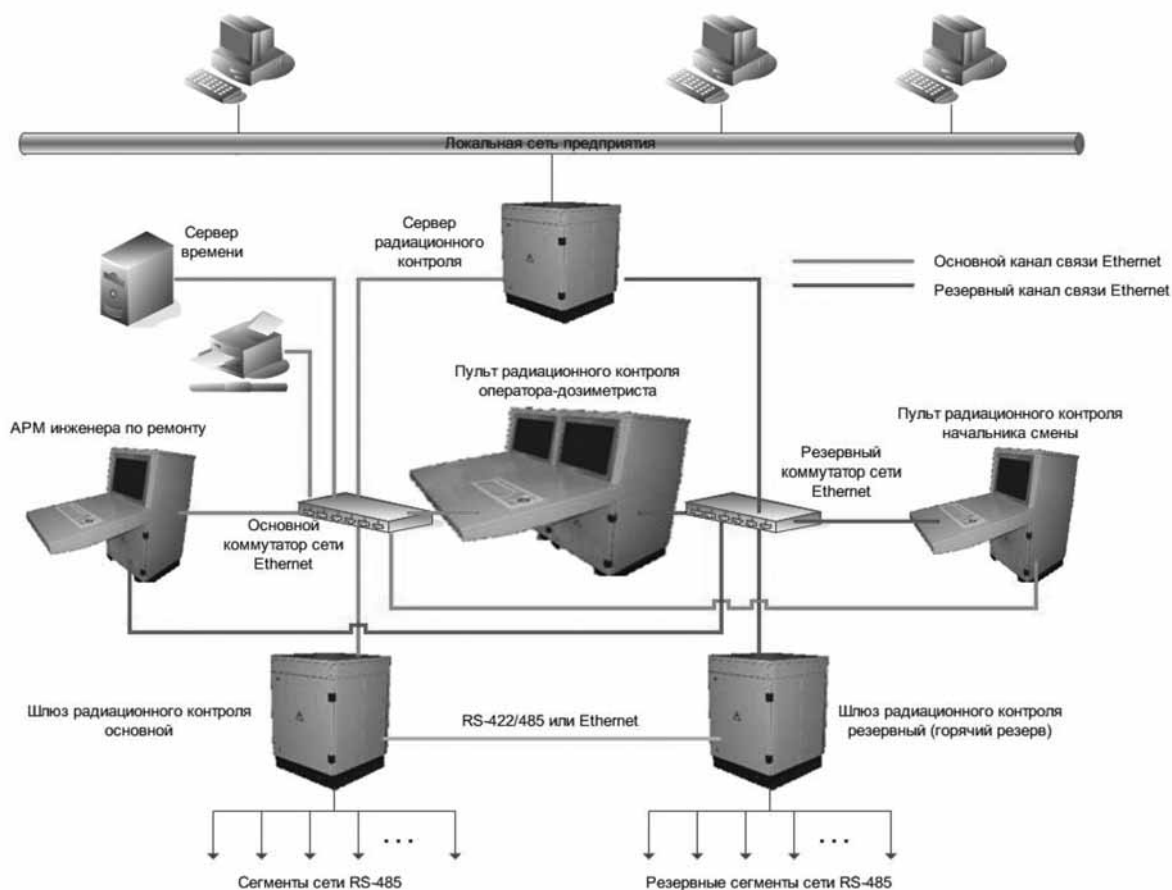 Локальная сеть предприятия
Сервер
времени
Сервер
радиационного
контроля
Основной канал связи Ethernet
Резервный канал связи Ethernet
Пульт радиационного контроля
оператора-дозиметриста
АРМ инженера по ремонту
Пульт радиационного контроля
начальника смены
Резервный
коммутатор сети
Ethernet
Основной
коммутатор сети
Ethernet
Шлюз радиационного контроля
основной
RS-422/485 или Ethernet
Шлюз радиационного контроля
резервный (горячий резерв)
Сегменты сети RS-485
Резервные сегменты сети RS-485